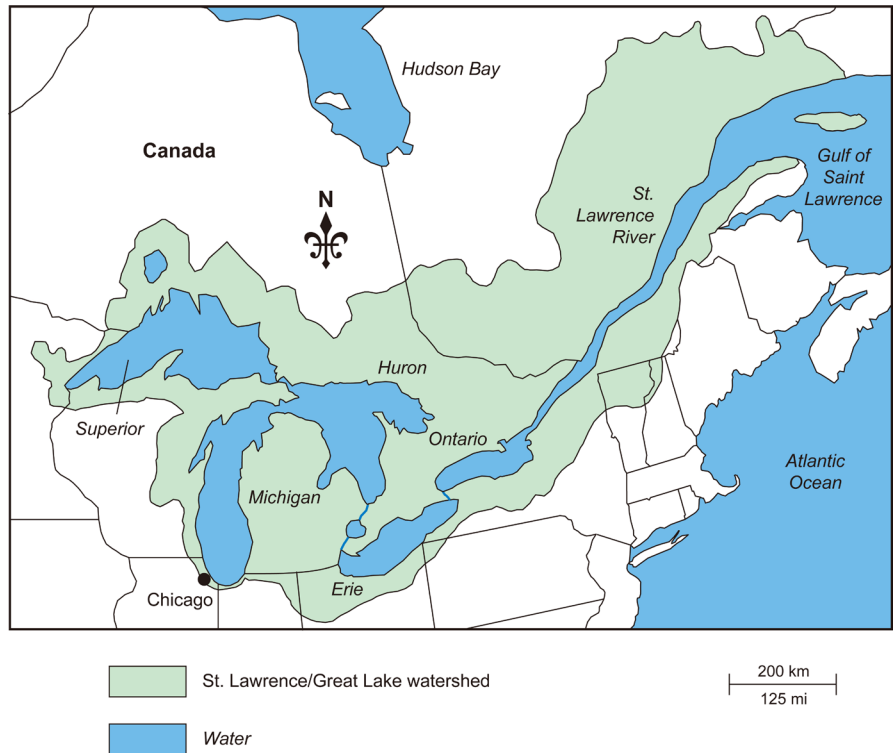 Hudson Bay
Canada
N
Gulf of
Saint
Lawrence
St.
Lawrence
River
Huron
Superior
Ontario
Michigan
Atlantic
Ocean
Erie
Chicago
St. Lawrence/Great Lake watershed
200 km
125 mi
Water